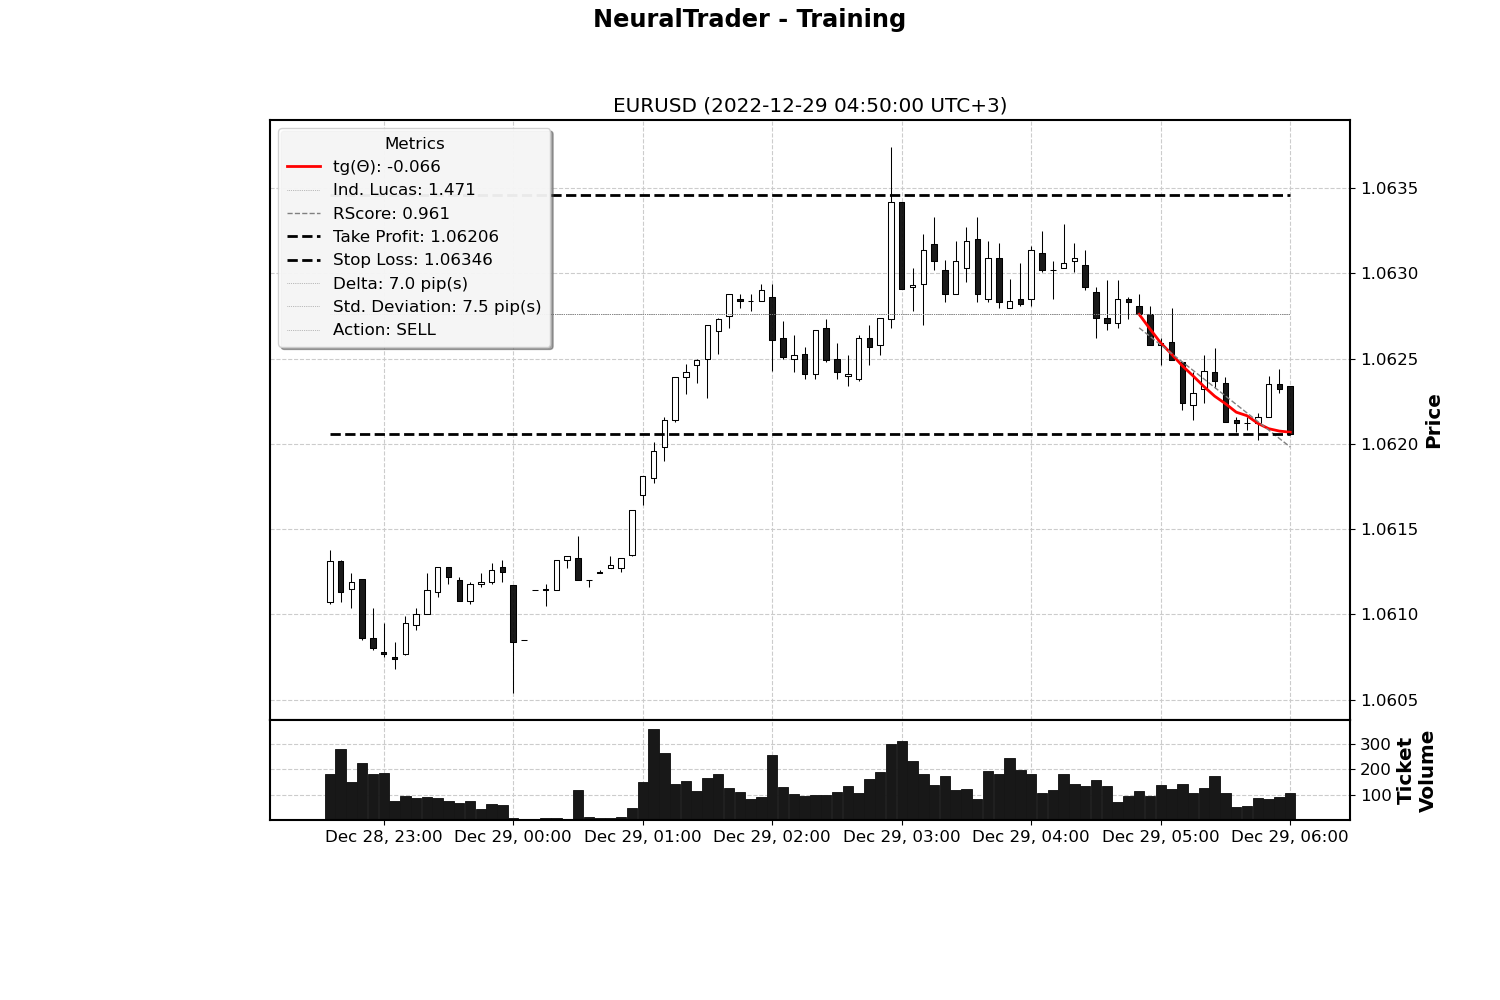 NeuralTrader - Training
EURUSD (2022-12-29 04:50:00 UTC+3)
Metrics
tg(Θ): -0.066
Ind. Lucas: 1.471
RScore: 0.961
Take Profit: 1.06206
Stop Loss: 1.06346
Delta: 7.0 pip(s)
Std. Deviation: 7.5 pip(s)
Action: SELL
1.0635
1.0630
1.0625
1.0620
1.0615
1.0610
1.0605
Price
300
200
100
Ticket
Volume
Dec 28, 23:00
Dec 29, 00:00
Dec 29, 01:00
Dec 29, 02:00
Dec 29, 03:00
Dec 29, 04:00
Dec 29, 05:00
Dec 29, 06:00